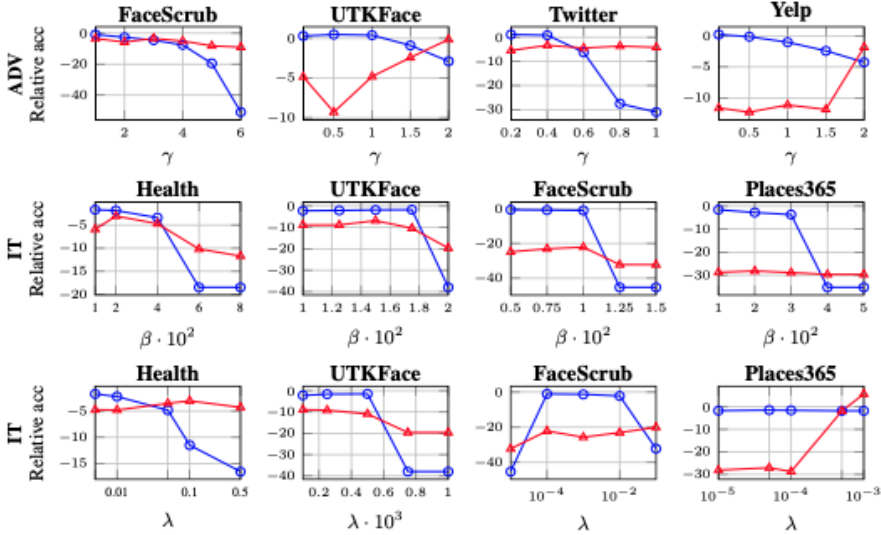 FaceScrub UTKFace Twitter Yelp
ADV
Relative acc
0 −20 −40
2 4 6
γ
0 −5 −10
0.5 1 1.5 2
γ
0 −10 −20 −30
0.2 0.4 0.6 0.8 1
γ
0 −5 −10
0.5 1 1.5 2
γ
Health UTKFace FaceScrub Places365
IT
Relative acc
−5 −10 −15 −20
1 2 4 6 8
β · 10²
0 −10 −20 −30 −40
1 1.2 1.4 1.6 1.8 2
β · 10²
0 −20 −40
0.5 0.75 1 1.25 1.5
β · 10²
0 −10 −20 −30
1 2 3 4 5
β · 10²
Health UTKFace FaceScrub Places365
IT
Relative acc
−5 −10 −15
0.01 0.1 0.5
λ
0 −10 −20 −30 −40
0.2 0.4 0.6 0.8 1
λ · 10³
0 −20 −40
10⁻⁴ 10⁻²
λ
0 −10 −20 −30
10⁻⁵ 10⁻⁴ 10⁻³
λ